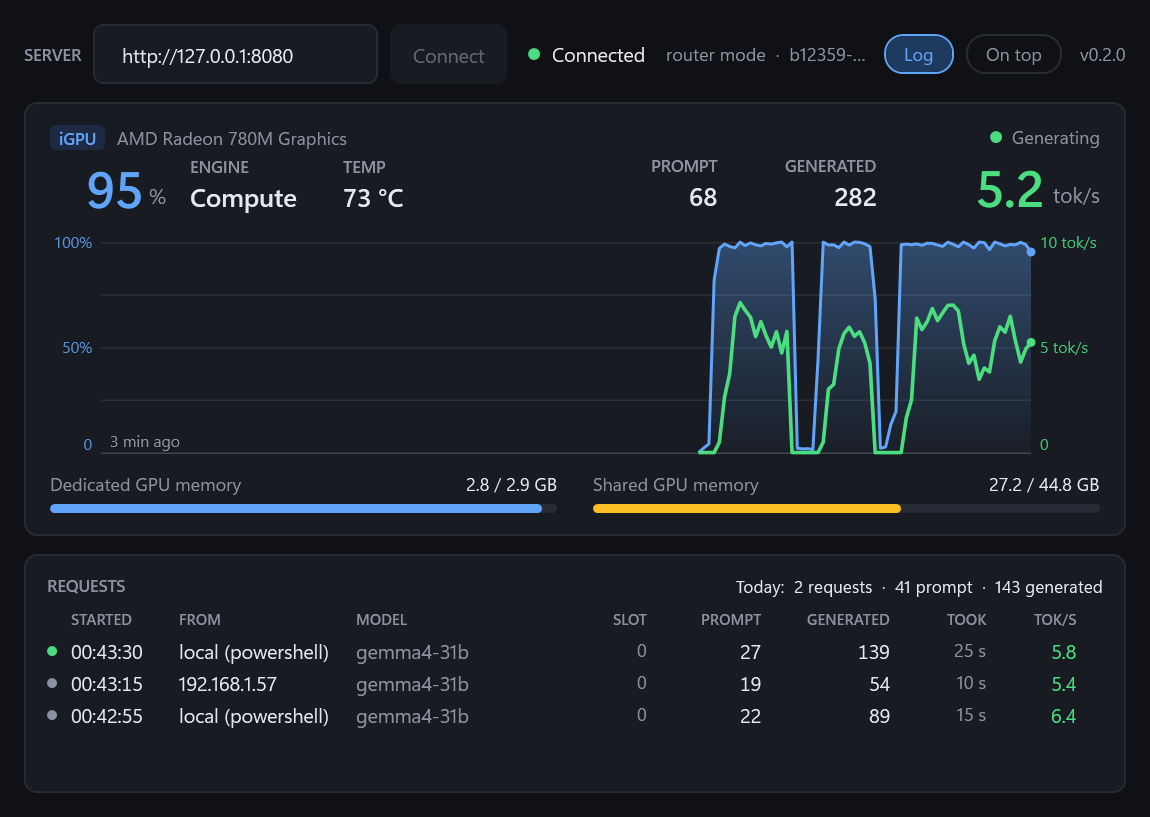 SERVER http://127.0.0.1:8080 Connect Connected router mode · b12359-... Log On top v0.2.0
iGPU AMD Radeon 780M Graphics Generating
95 % ENGINE Compute TEMP 73 °C PROMPT 68 GENERATED 282 5.2 tok/s
100% 10 tok/s
50% 5 tok/s
0 3 min ago 0
Dedicated GPU memory 2.8 / 2.9 GB Shared GPU memory 27.2 / 44.8 GB
REQUESTS Today: 2 requests · 41 prompt · 143 generated
STARTED FROM MODEL SLOT PROMPT GENERATED TOOK TOK/S
00:43:30 local (powershell) gemma4-31b 0 27 139 25 s 5.8
00:43:15 192.168.1.57 gemma4-31b 0 19 54 10 s 5.4
00:42:55 local (powershell) gemma4-31b 0 22 89 15 s 6.4